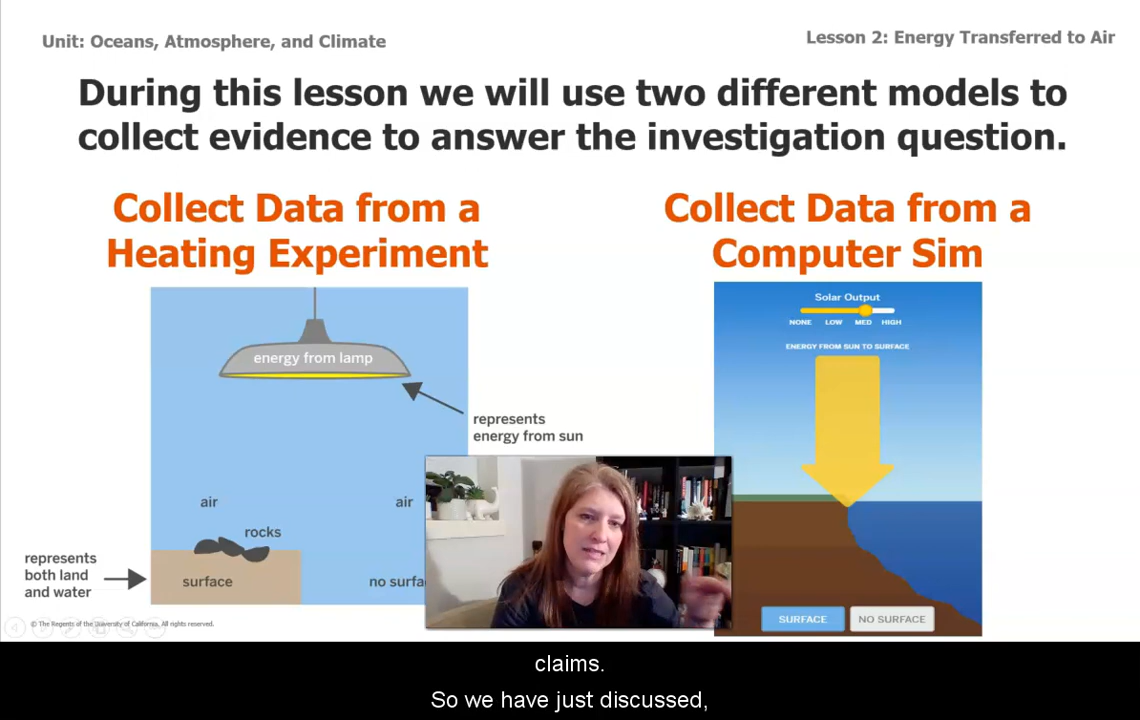 Unit: Oceans, Atmosphere, and Climate
Lesson 2: Energy Transferred to Air
During this lesson we will use two different models to
collect evidence to answer the investigation question.
Collect Data from a
Heating Experiment
energy from lamp
represents
energy from sun
air
air
rocks
represents
both land
and water
surface
no surfa
Collect Data from a
Computer Sim
Solar Output
NONE LOW MED HIGH
ENERGY FROM SUN TO SURFACE
SURFACE
NO SURFACE
© The Regents of the University of California. All rights reserved.
claims.
So we have just discussed,